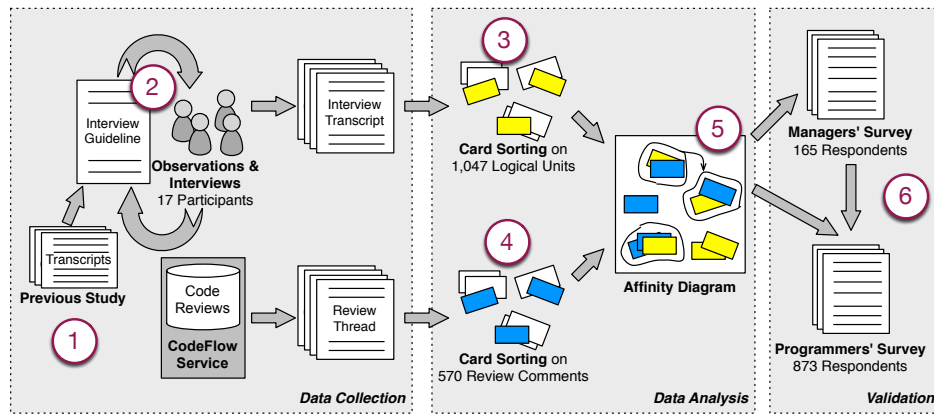 1
Previous Study
Transcripts
2
Interview
Guideline
Observations &
Interviews
17 Participants
Interview
Transcript
Code
Reviews
CodeFlow
Service
Review
Thread
Data Collection
3
Card Sorting on
1,047 Logical Units
4
Card Sorting on
570 Review Comments
5
Affinity Diagram
Data Analysis
Managers' Survey
165 Respondents
6
Programmers' Survey
873 Respondents
Validation